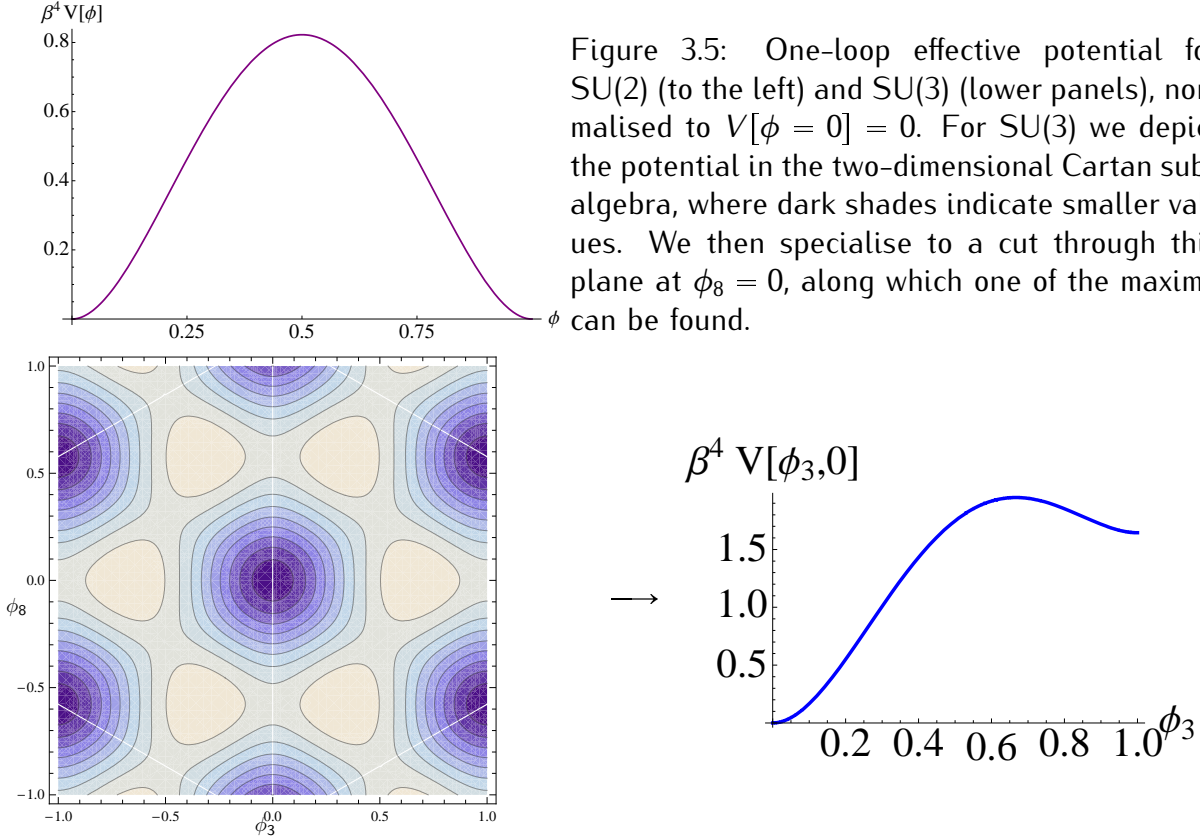 β⁴ V[ϕ]
0.8
0.6
0.4
0.2
0.25 0.5 0.75 ϕ
Figure 3.5: One-loop effective potential fo
SU(2) (to the left) and SU(3) (lower panels), nor
malised to V[ϕ = 0] = 0. For SU(3) we depic
the potential in the two-dimensional Cartan sub
algebra, where dark shades indicate smaller val
ues. We then specialise to a cut through thi
plane at ϕ₈ = 0, along which one of the maxim
can be found.
1.0
0.5
0.0
ϕ₈
-0.5
-1.0
-1.0 -0.5 0.0 0.5 1.0
ϕ₃
→
β⁴ V[ϕ₃,0]
1.5
1.0
0.5
0.2 0.4 0.6 0.8 1.0 ϕ₃